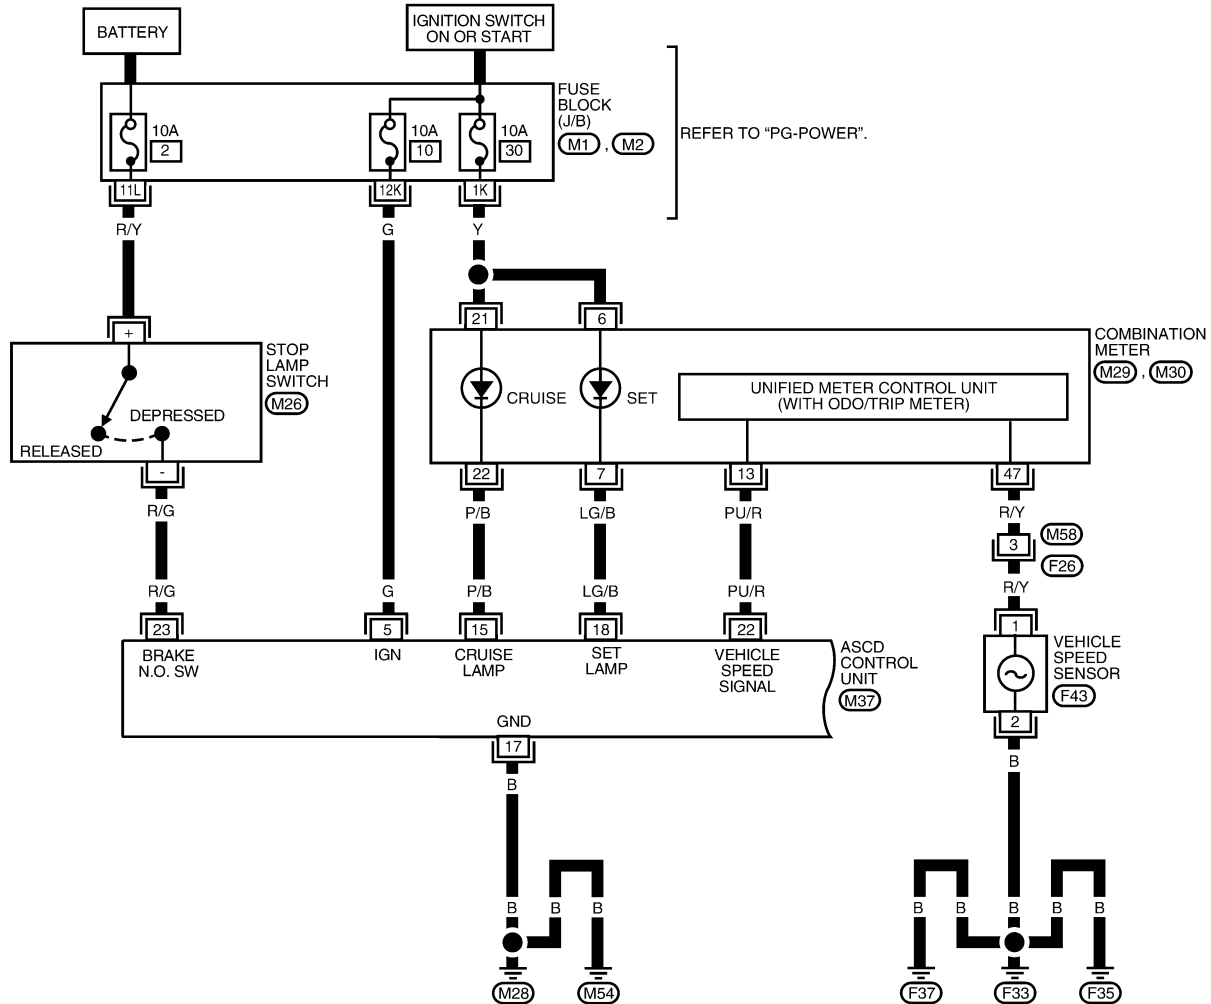 BATTERY
IGNITION SWITCH
ON OR START
FUSE
BLOCK
(J/B)
M1 , M2
REFER TO “PG-POWER”.
10A
2
10A
10
10A
30
11L
12K
1K
R/Y
G
Y
+
21
6
STOP
LAMP
SWITCH
M26
DEPRESSED
RELEASED
-
COMBINATION
METER
M29 , M30
CRUISE
SET
UNIFIED METER CONTROL UNIT
(WITH ODO/TRIP METER)
22
7
13
47
R/G
P/B
LG/B
PU/R
R/Y
3
M58
F26
R/G
G
P/B
LG/B
PU/R
R/Y
23
5
15
18
22
1
BRAKE
N.O. SW
IGN
CRUISE
LAMP
SET
LAMP
VEHICLE
SPEED
SIGNAL
ASCD
CONTROL
UNIT
M37
VEHICLE
SPEED
SENSOR
F43
GND
17
2
B
B
B
B
B
B
B
B
B
B
M28
M54
F37
F33
F35